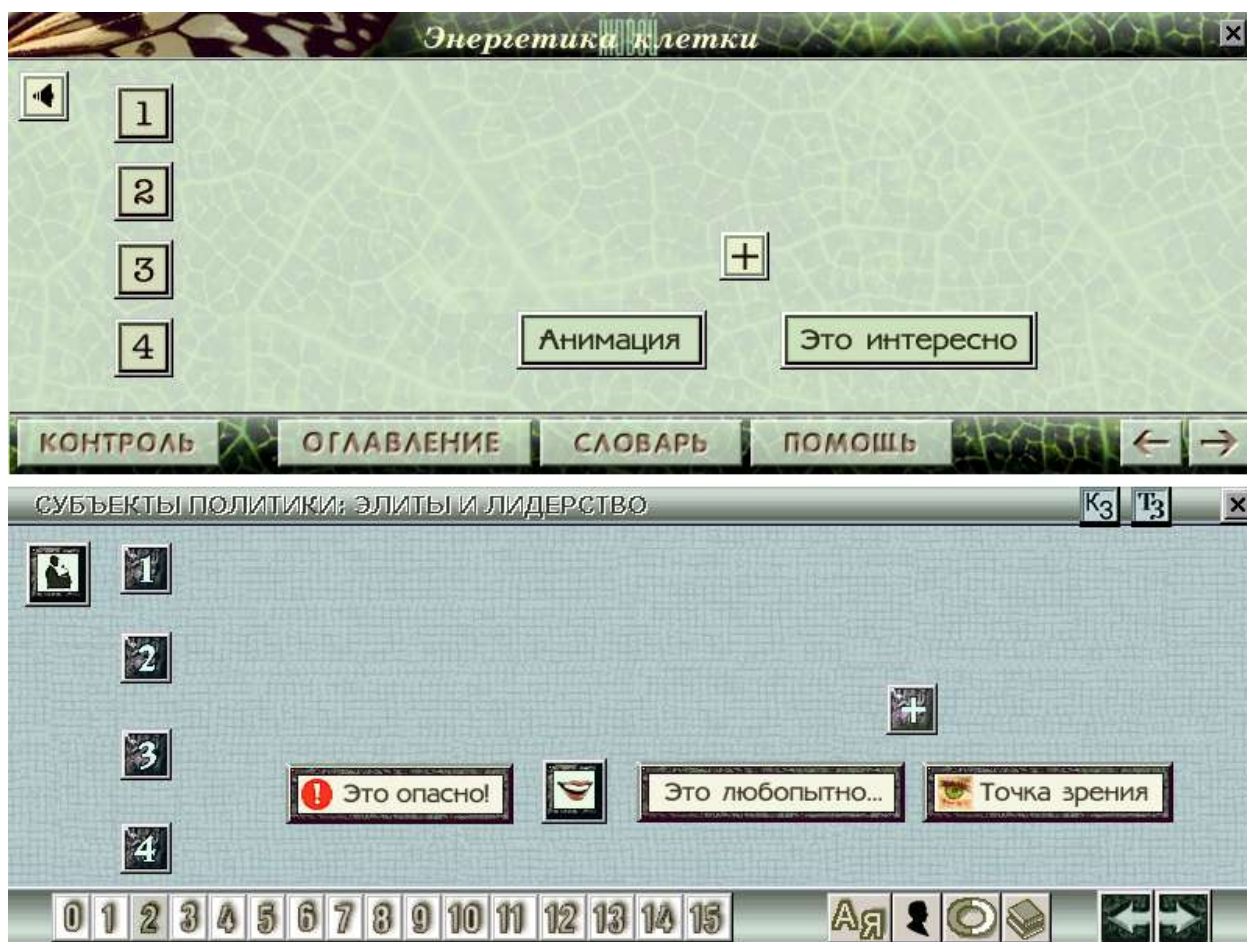 Энергетика живой клетки
1
2
3
+
Анимация Это интересно
4
КОНТРОЛЬ ОГЛАВЛЕНИЕ СЛОВАРЬ ПОМОЩЬ ← →
СУБЪЕКТЫ ПОЛИТИКИ: ЭЛИТЫ И ЛИДЕРСТВО К3 Т3
1
2
+
3
! Это опасно! Это любопытно... Точка зрения
4
0 1 2 3 4 5 6 7 8 9 10 11 12 13 14 15 Ая